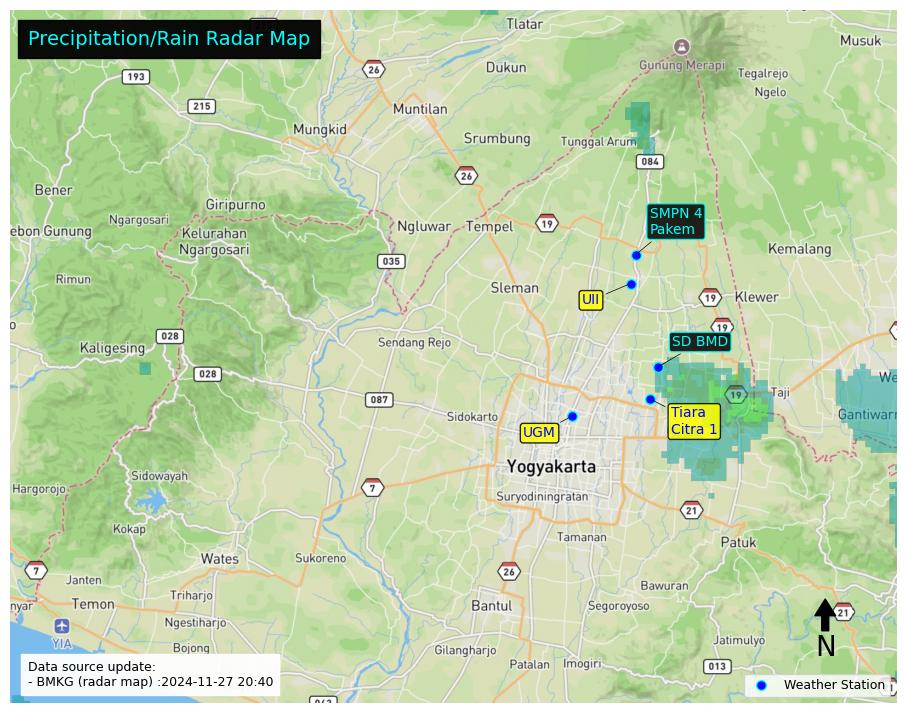 Precipitation/Rain Radar Map
Tlatar
Musuk
26
Gunung Merapi
Dukun
Tegalrejo
193
Ngelo
215
Muntilan
Mungkid
Srumbung
Tunggal Arum
084
26
Bener
Giripurno
SMPN 4
Pakem
Ngargosari
Ngluwar
Tempel
19
ebon Gunung
Kelurahan
Ngargosari
Kemalang
035
Rimun
Sleman
UII
19
Klewer
19
028
Sendang Rejo
SD BMD
Kaligesing
028
We
087
19
Taji
Sidokarto
Tiara
Citra 1
Gantiwarn
UGM
Yogyakarta
Sidowayah
Hargorojo
7
Suryodiningratan
21
Kokap
Tamanan
Patuk
Wates
Sukoreno
7
26
Janten
Bawuran
Triharjo
nyar
Temon
Bantul
Segoroyoso
21
Ngestiharjo
YIA
Jatimulyo
N
Bojong
Gilangharjo
Patalan
Imogiri
013
Data source update:
- BMKG (radar map) :2024-11-27 20:40
Weather Station